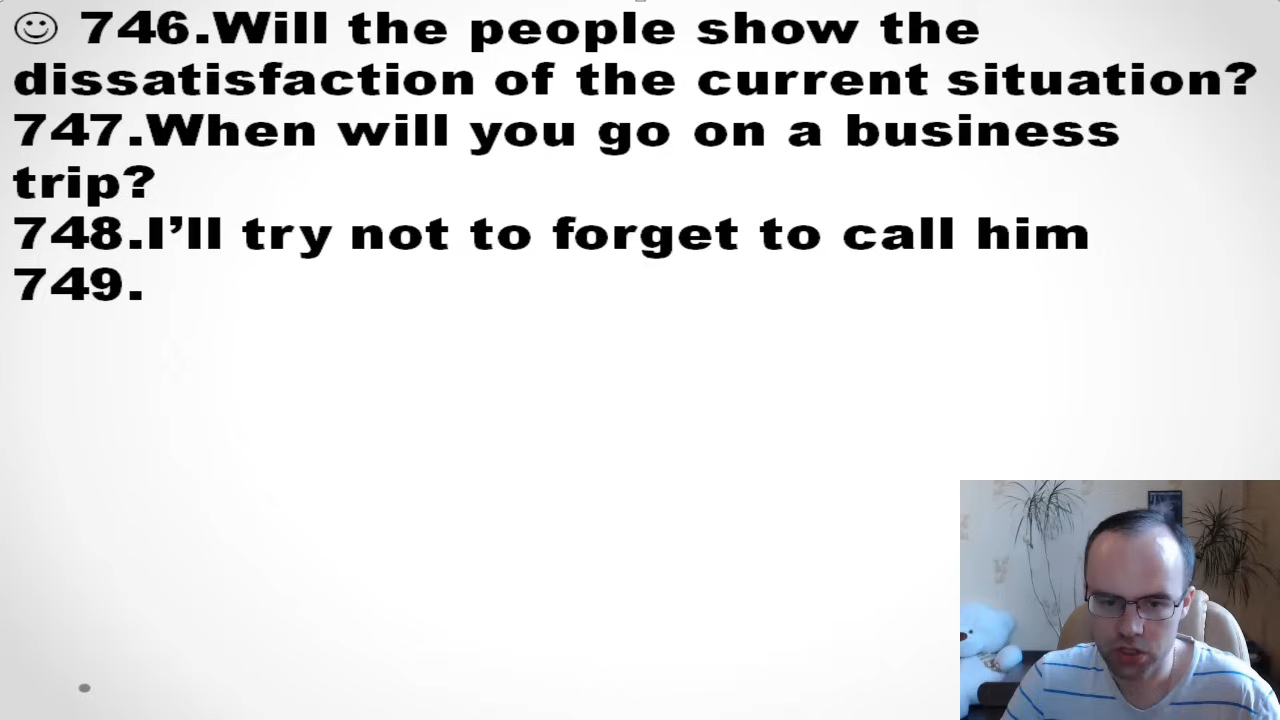 ☺ 746.Will the people show the
dissatisfaction of the current situation?
747.When will you go on a business
trip?
748.I’ll try not to forget to call him
749.